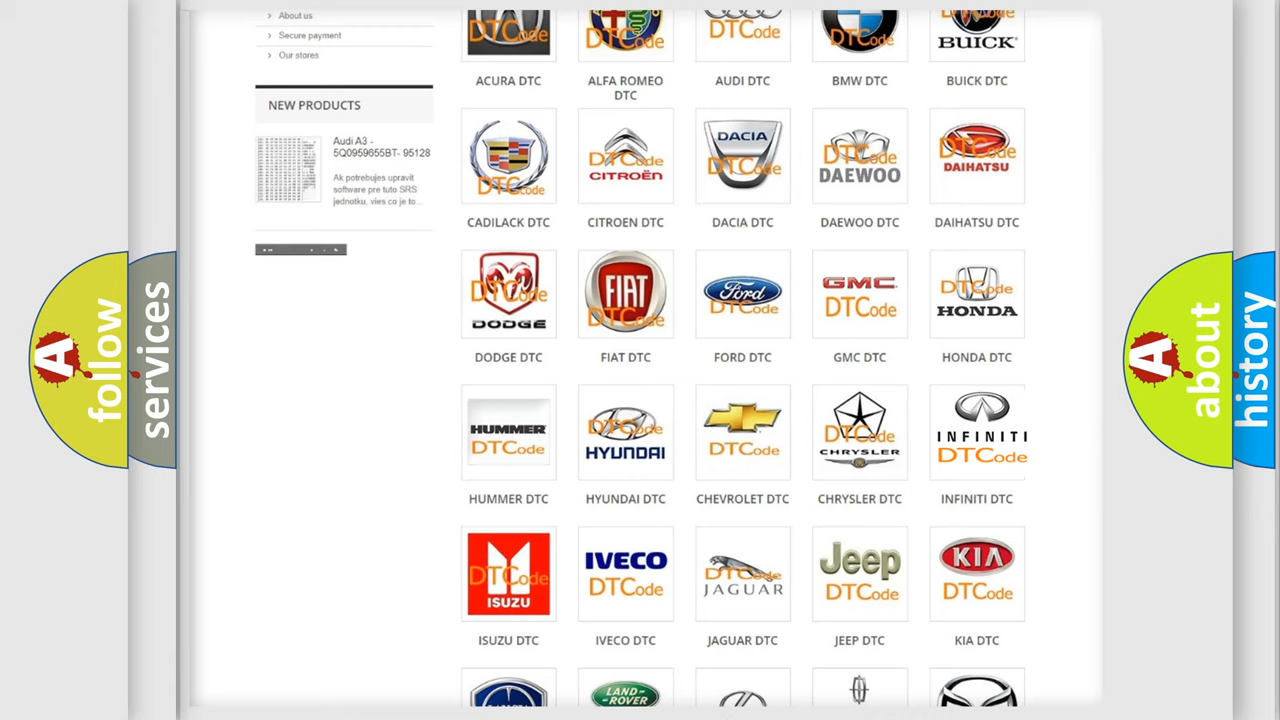 About us
Secure payment
Our stores
NEW PRODUCTS
Audi A3 -
5Q0959655BT- 95128
Ak potrebujes upravit
software pre tuto SRS
jednotku, vies co je to...
DTCode
DTCode
DTCode
DTCode
BUICK
ACURA DTC
ALFA ROMEO
DTC
AUDI DTC
BMW DTC
BUICK DTC
DTCode
DTCode
CITROËN
DACIA
DTCode
DTCode
DAEWOO
DTCode
DAIHATSU
CADILACK DTC
CITROEN DTC
DACIA DTC
DAEWOO DTC
DAIHATSU DTC
DTCode
DODGE
FIAT
DTCode
Ford
DTCode
GMC
DTCode
DTCode
HONDA
DODGE DTC
FIAT DTC
FORD DTC
GMC DTC
HONDA DTC
HUMMER
DTCode
DTCode
HYUNDAI
DTCode
DTCode
CHRYSLER
INFINITI
DTCode
HUMMER DTC
HYUNDAI DTC
CHEVROLET DTC
CHRYSLER DTC
INFINITI DTC
DTCode
ISUZU
IVECO
DTCode
DTCode
JAGUAR
Jeep
DTCode
KIA
DTCode
ISUZU DTC
IVECO DTC
JAGUAR DTC
JEEP DTC
KIA DTC
LAND-
ROVER
A follow
services
A about
history